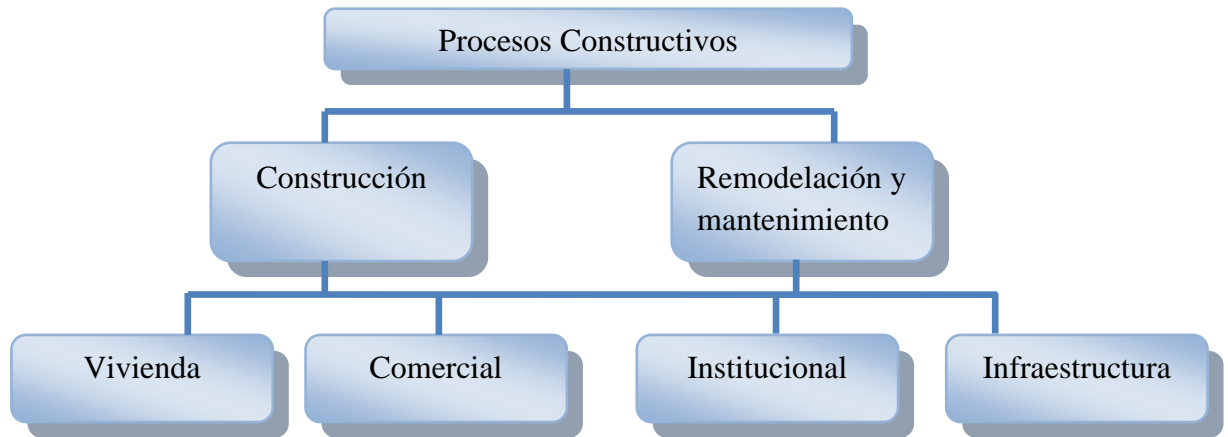 Procesos Constructivos
Construcción
Remodelación y
mantenimiento
Vivienda
Comercial
Institucional
Infraestructura